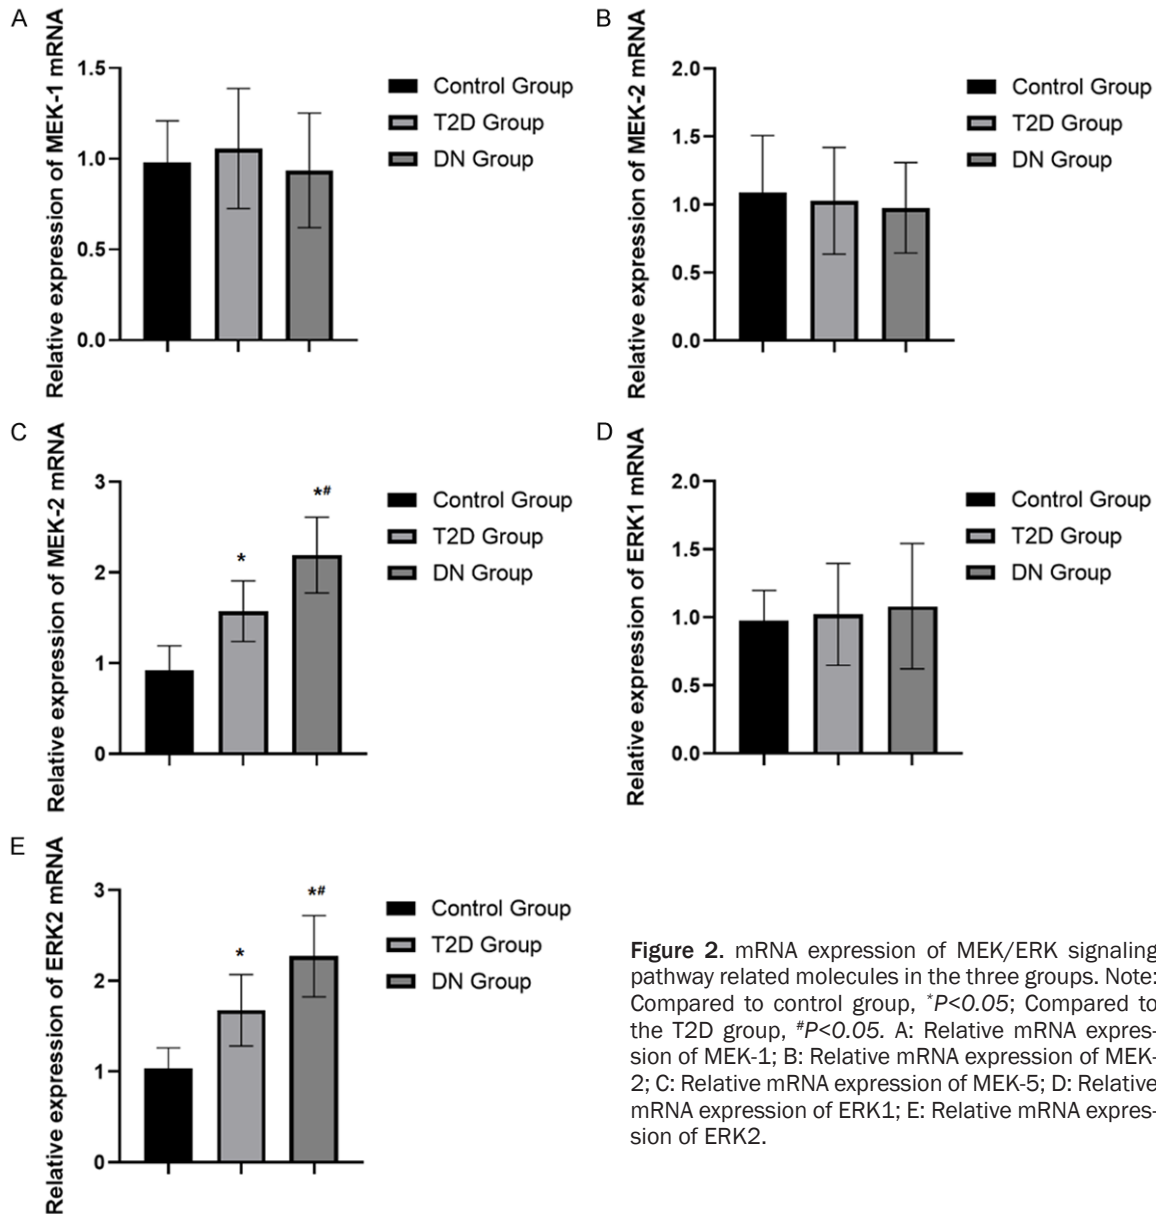 A
Relative expression of MEK-1 mRNA
1.5
1.0
0.5
0.0
Control Group
T2D Group
DN Group
B
Relative expression of MEK-2 mRNA
2.0
1.5
1.0
0.5
0.0
Control Group
T2D Group
DN Group
C
Relative expression of MEK-2 mRNA
3
2
1
0
*
*#
Control Group
T2D Group
DN Group
D
Relative expression of ERK1 mRNA
2.0
1.5
1.0
0.5
0.0
Control Group
T2D Group
DN Group
E
Relative expression of ERK2 mRNA
3
2
1
0
*
*#
Control Group
T2D Group
DN Group
Figure 2. mRNA expression of MEK/ERK signaling
pathway related molecules in the three groups. Note:
Compared to control group, *P<0.05; Compared to
the T2D group, #P<0.05. A: Relative mRNA expres-
sion of MEK-1; B: Relative mRNA expression of MEK-
2; C: Relative mRNA expression of MEK-5; D: Relative
mRNA expression of ERK1; E: Relative mRNA expres-
sion of ERK2.